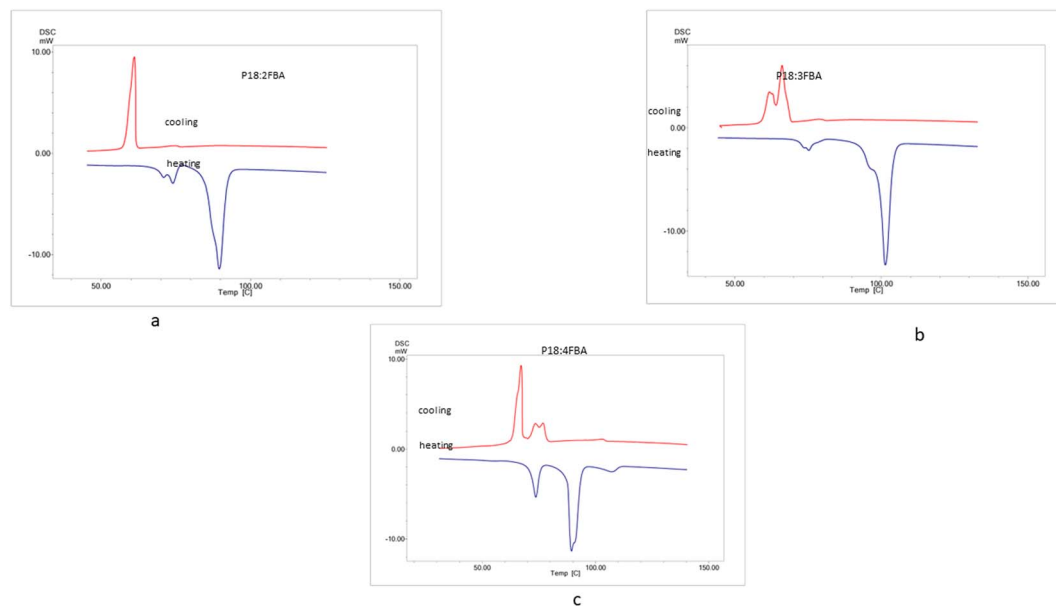 DSC
mW
10.00
P18:2FBA
cooling
0.00
heating
-10.00
50.00
100.00
150.00
Temp [C]
a
DSC
mW
10.00
P18:3FBA
cooling
0.00
heating
-10.00
50.00
100.00
150.00
Temp [C]
b
DSC
mW
P18:4FBA
10.00
cooling
heating
0.00
-10.00
50.00
100.00
150.00
Temp [C]
c